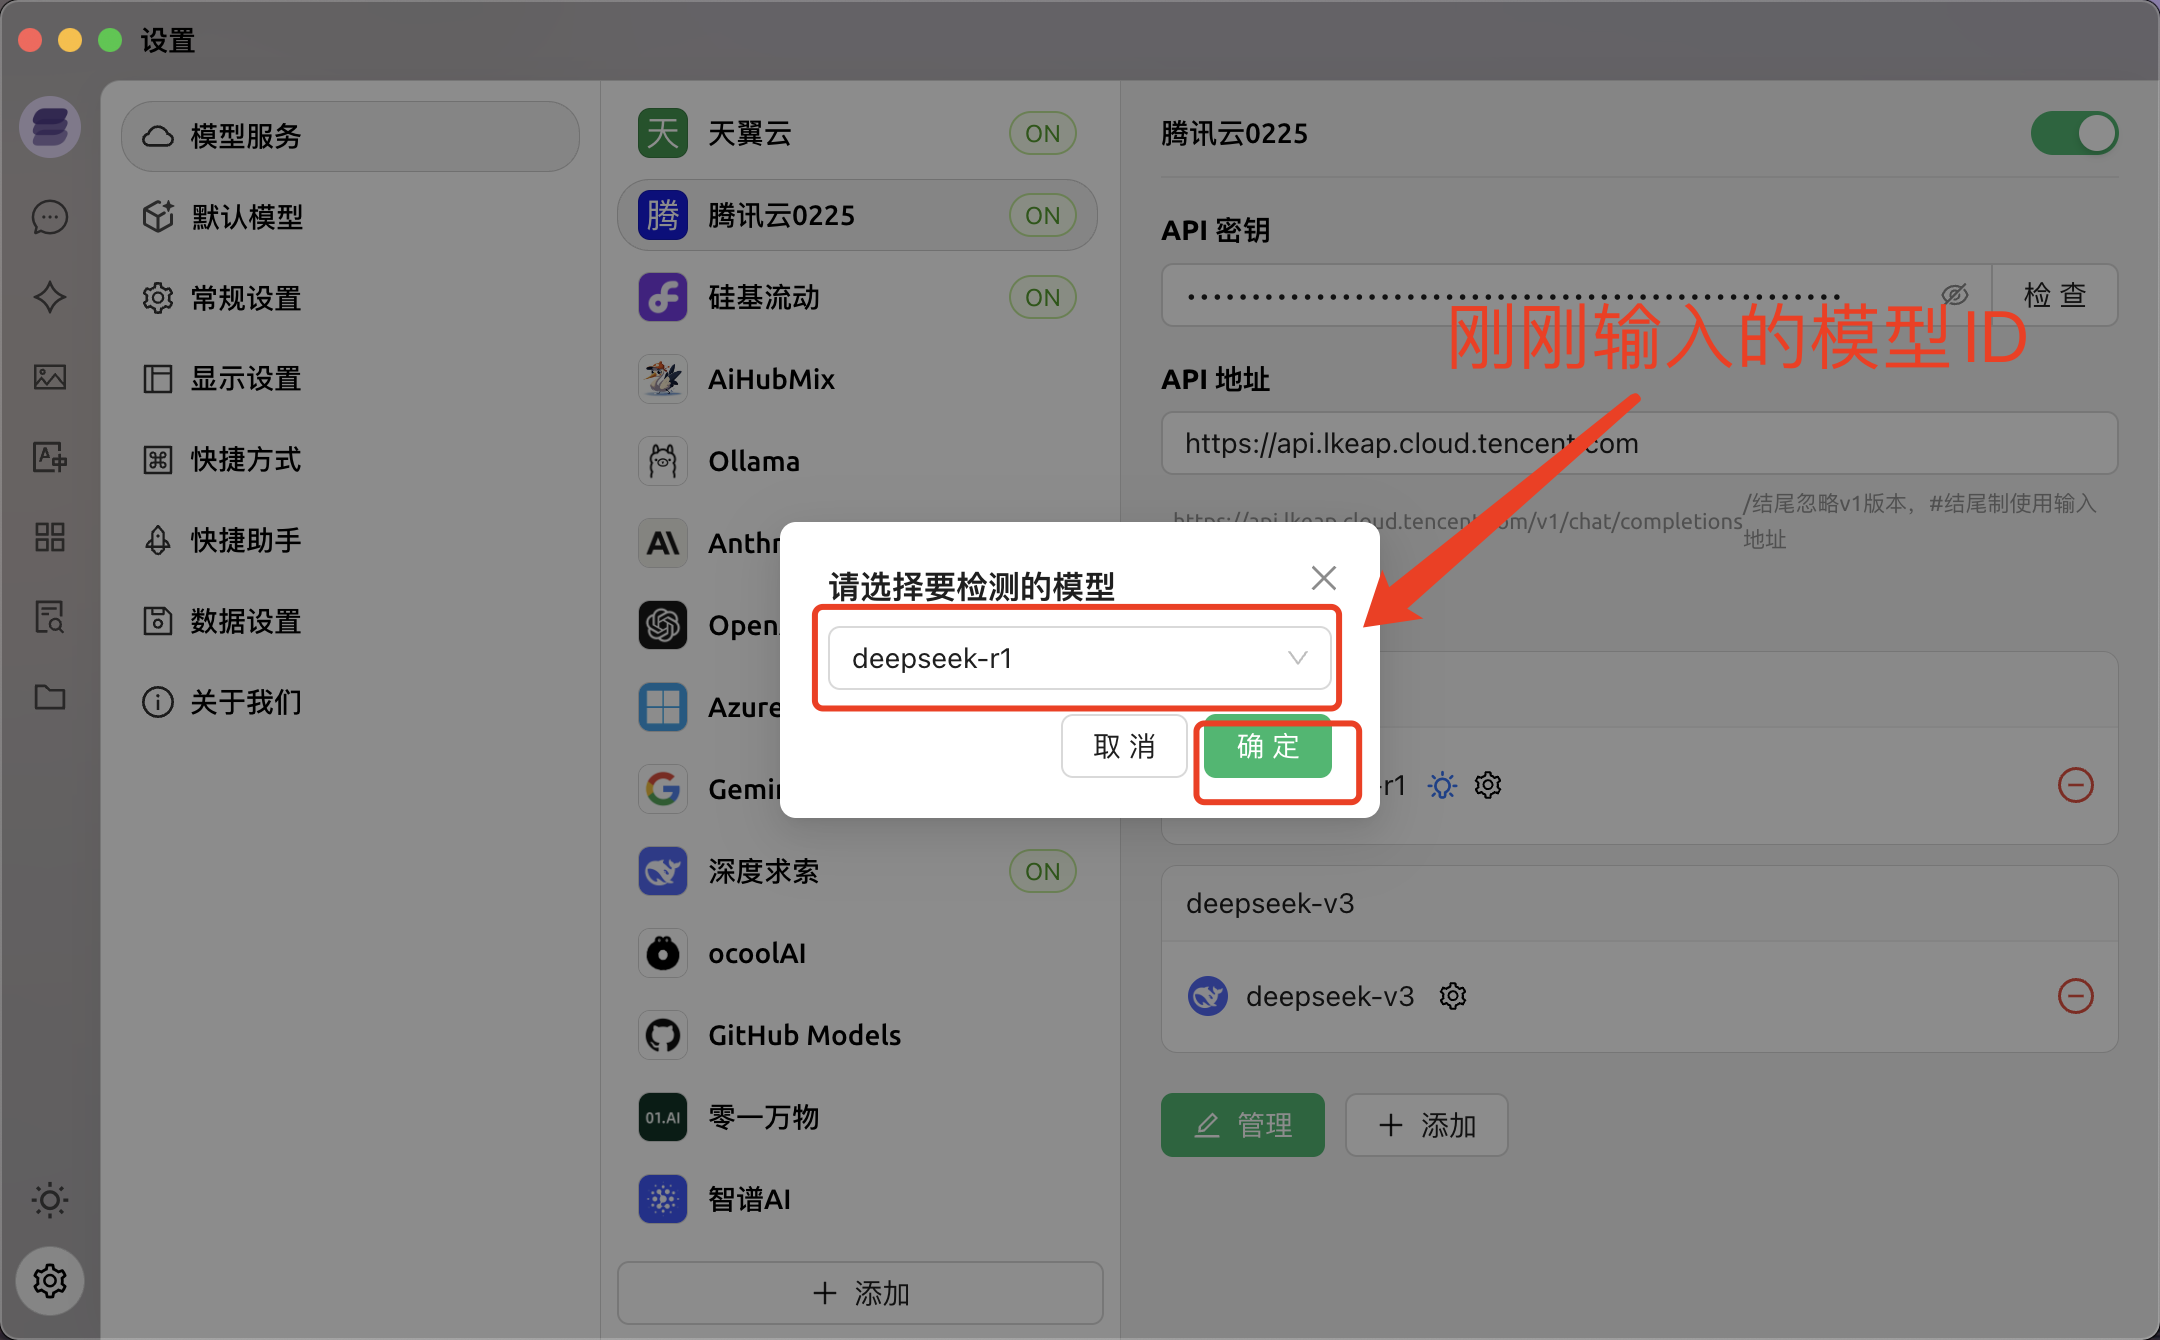 设置
模型服务
默认模型
常规设置
显示设置
快捷方式
快捷助手
数据设置
关于我们
天
天翼云
ON
腾
腾讯云0225
ON
硅基流动
ON
AiHubMix
Ollama
Anthr
Open
Azure
Gemi
深度求索
ON
ocoolAI
GitHub Models
01.AI
零一万物
智谱AI
添加
腾讯云0225
API 密钥
检 查
刚刚输入的模型ID
API 地址
https://api.lkeap.cloud.tencent.com
https://api.lkeap.cloud.tencent.com/v1/chat/completions
/结尾忽略v1版本，#结尾制使用输入
地址
请选择要检测的模型
deepseek-r1
取 消
确 定
-r1
deepseek-v3
deepseek-v3
管理
添加